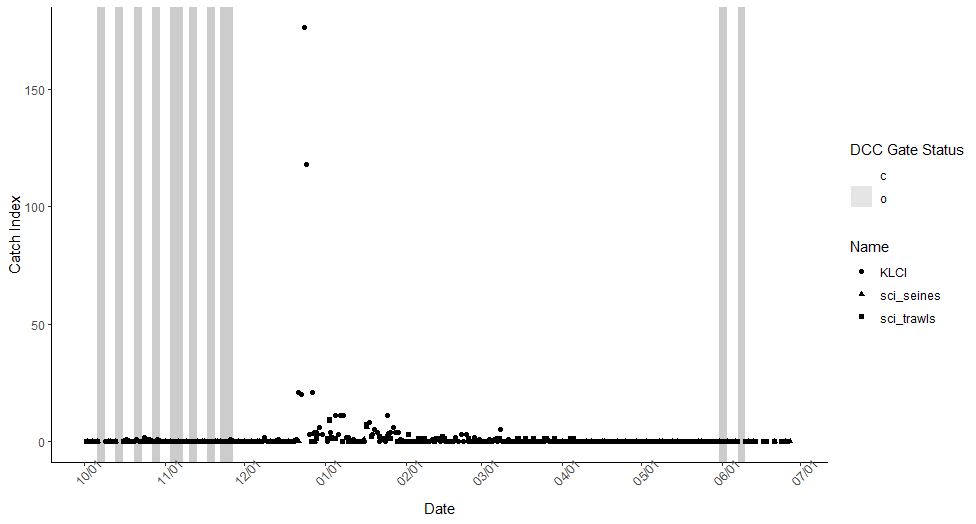 150
100
50
0
Catch Index
10/01
11/01
12/01
01/01
02/01
03/01
04/01
05/01
06/01
07/01
Date
DCC Gate Status
c
o
Name
KLCI
sci_seines
sci_trawls